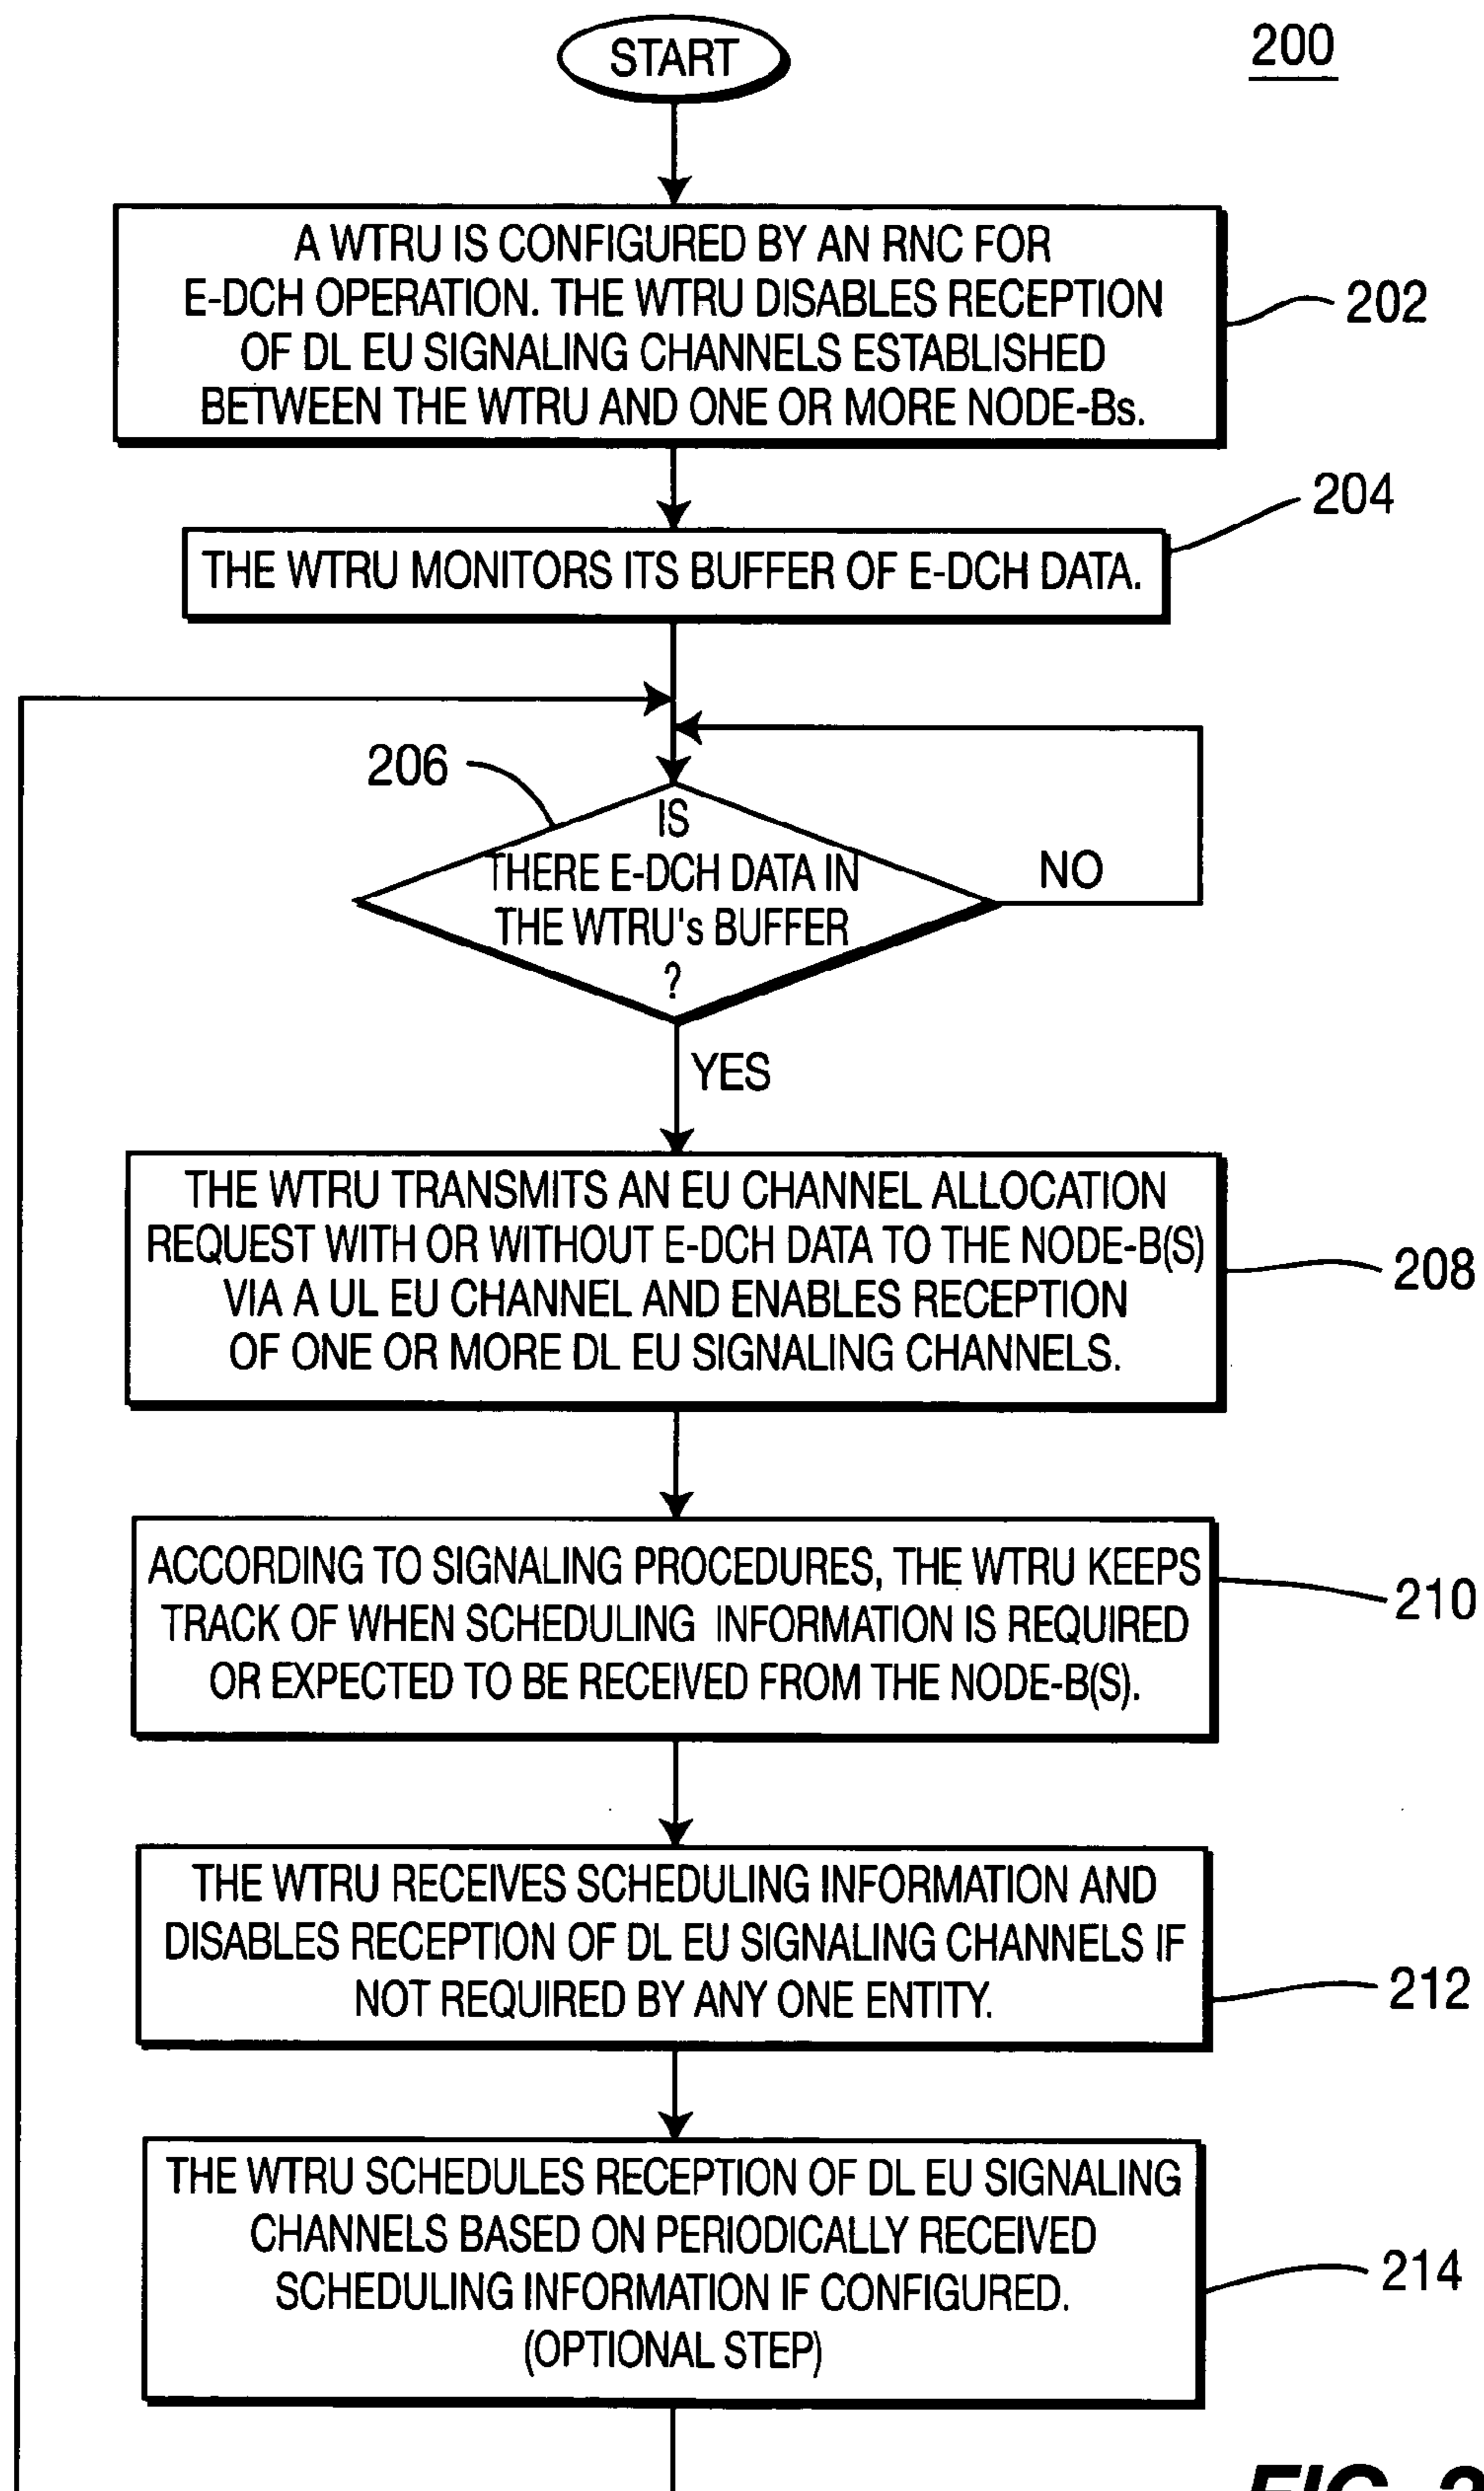 200
START
A WTRU IS CONFIGURED BY AN RNC FOR
E-DCH OPERATION. THE WTRU DISABLES RECEPTION
OF DL EU SIGNALING CHANNELS ESTABLISHED
BETWEEN THE WTRU AND ONE OR MORE NODE-Bs.
202
204
THE WTRU MONITORS ITS BUFFER OF E-DCH DATA.
206
IS
THERE E-DCH DATA IN
THE WTRU's BUFFER
?
NO
YES
THE WTRU TRANSMITS AN EU CHANNEL ALLOCATION
REQUEST WITH OR WITHOUT E-DCH DATA TO THE NODE-B(S)
VIA A UL EU CHANNEL AND ENABLES RECEPTION
OF ONE OR MORE DL EU SIGNALING CHANNELS.
208
ACCORDING TO SIGNALING PROCEDURES, THE WTRU KEEPS
TRACK OF WHEN SCHEDULING INFORMATION IS REQUIRED
OR EXPECTED TO BE RECEIVED FROM THE NODE-B(S).
210
THE WTRU RECEIVES SCHEDULING INFORMATION AND
DISABLES RECEPTION OF DL EU SIGNALING CHANNELS IF
NOT REQUIRED BY ANY ONE ENTITY.
212
THE WTRU SCHEDULES RECEPTION OF DL EU SIGNALING
CHANNELS BASED ON PERIODICALLY RECEIVED
SCHEDULING INFORMATION IF CONFIGURED.
(OPTIONAL STEP)
214
FIG.